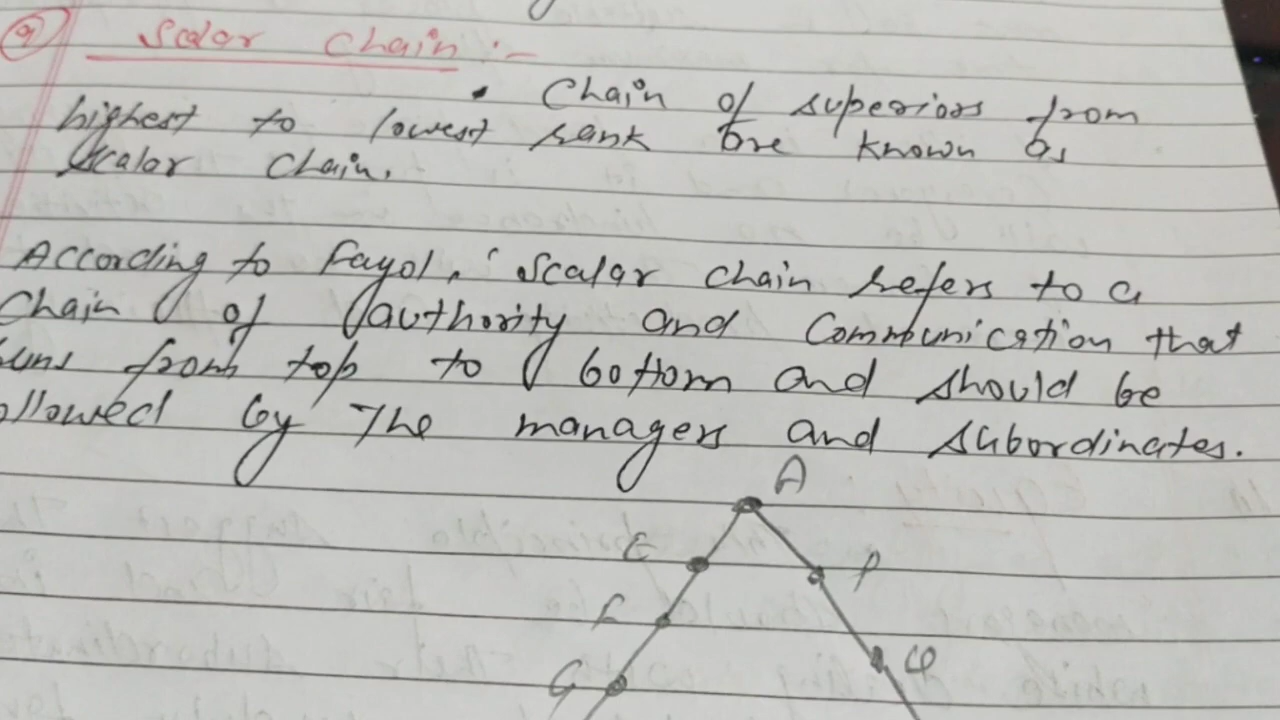 9 Scalar Chain :-
• Chain of superiors from
highest to lowest rank are known as
scalar chain.
According to Fayol, ' Scalar chain refers to a
Chain of authority and Communication that
runs from top to bottom and should be
ollowed by The managers and subordinates.
A
E P
F
Q
G